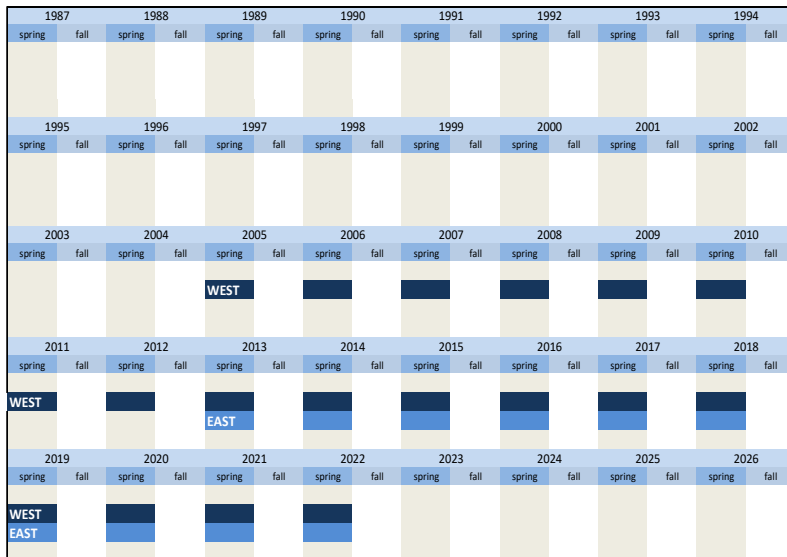 1987 1988 1989 1990 1991 1992 1993 1994
spring fall spring fall spring fall spring fall spring fall spring fall spring fall spring fall
1995 1996 1997 1998 1999 2000 2001 2002
spring fall spring fall spring fall spring fall spring fall spring fall spring fall spring fall
2003 2004 2005 2006 2007 2008 2009 2010
spring fall spring fall spring fall spring fall spring fall spring fall spring fall spring fall
WEST
2011 2012 2013 2014 2015 2016 2017 2018
spring fall spring fall spring fall spring fall spring fall spring fall spring fall spring fall
WEST
EAST
2019 2020 2021 2022 2023 2024 2025 2026
spring fall spring fall spring fall spring fall spring fall spring fall spring fall spring fall
WEST
EAST